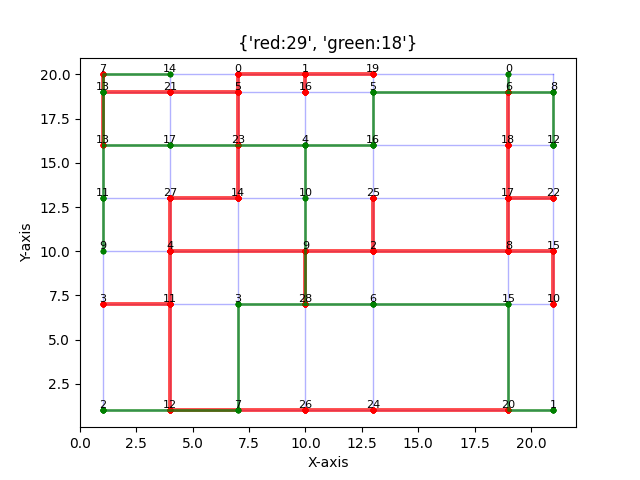 {'red:29', 'green:18'}
20.0
17.5
15.0
12.5
10.0
7.5
5.0
2.5
Y-axis
7 14 0 1 19 0
13 21 5 16 5 6 8
13 17 23 4 16 18 12
11 27 14 10 25 17 22
9 4 9 2 8 15
3 11 3 28 6 15 10
2 12 7 26 24 20 1
0.0 2.5 5.0 7.5 10.0 12.5 15.0 17.5 20.0
X-axis